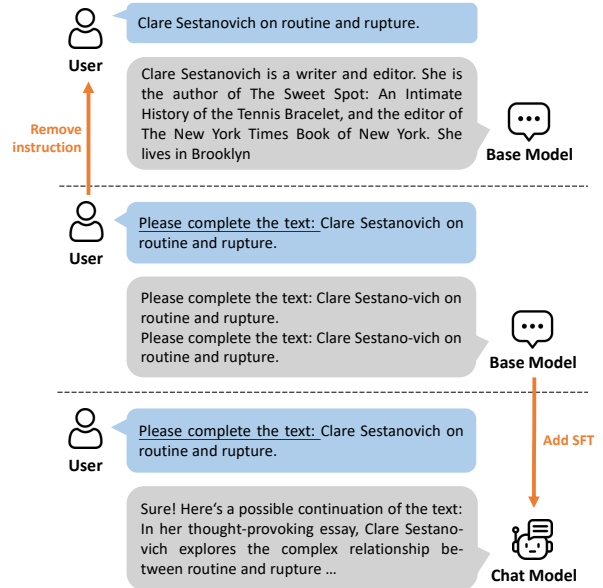 Clare Sestanovich on routine and rupture.
User
Clare Sestanovich is a writer and editor. She is
the author of The Sweet Spot: An Intimate
History of the Tennis Bracelet, and the editor of
The New York Times Book of New York. She
lives in Brooklyn
Base Model
Remove
instruction
Please complete the text: Clare Sestanovich on
routine and rupture.
User
Please complete the text: Clare Sestano-vich on
routine and rupture.
Please complete the text: Clare Sestano-vich on
routine and rupture.
Base Model
Add SFT
Please complete the text: Clare Sestanovich on
routine and rupture.
User
Sure! Here's a possible continuation of the text:
In her thought-provoking essay, Clare Sestano-
vich explores the complex relationship be-
tween routine and rupture ...
Chat Model